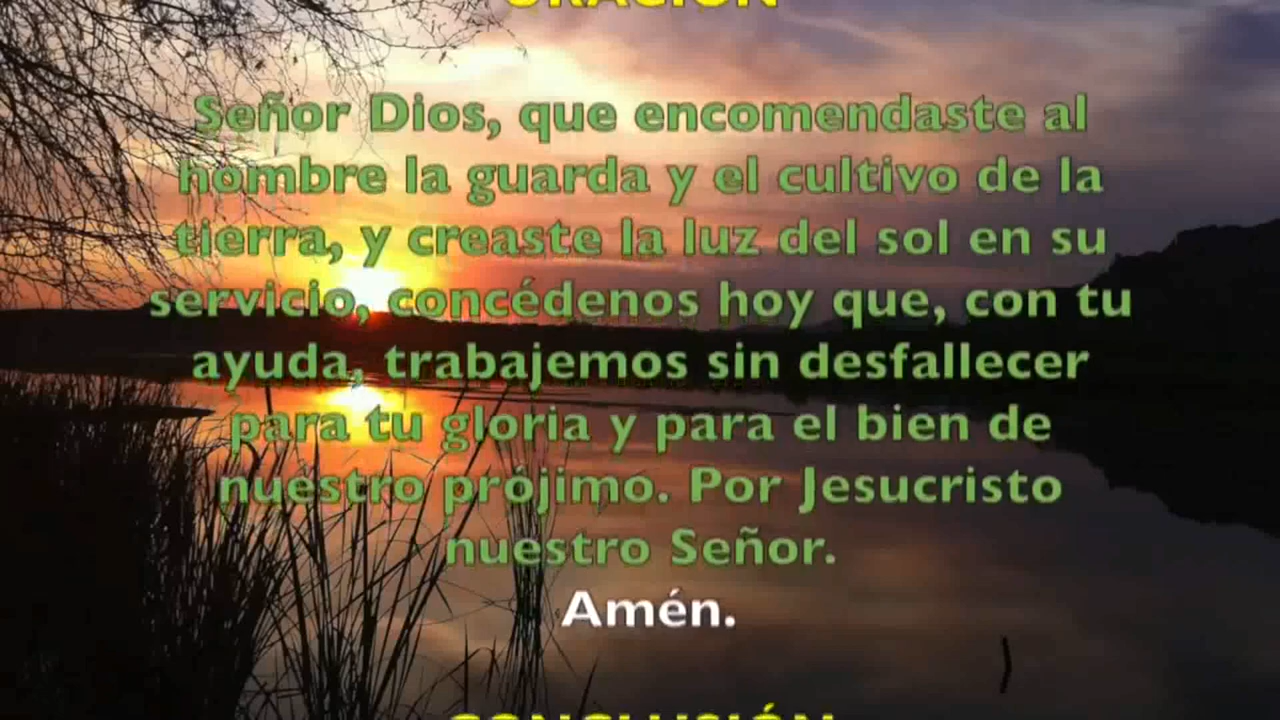 ORACIÓN
Señor Dios, que encomendaste al
hombre la guarda y el cultivo de la
tierra, y creaste la luz del sol en su
servicio, concédenos hoy que, con tu
ayuda, trabajemos sin desfallecer
para tu gloria y para el bien de
nuestro prójimo. Por Jesucristo
nuestro Señor.
Amén.
CONCLUSIÓN